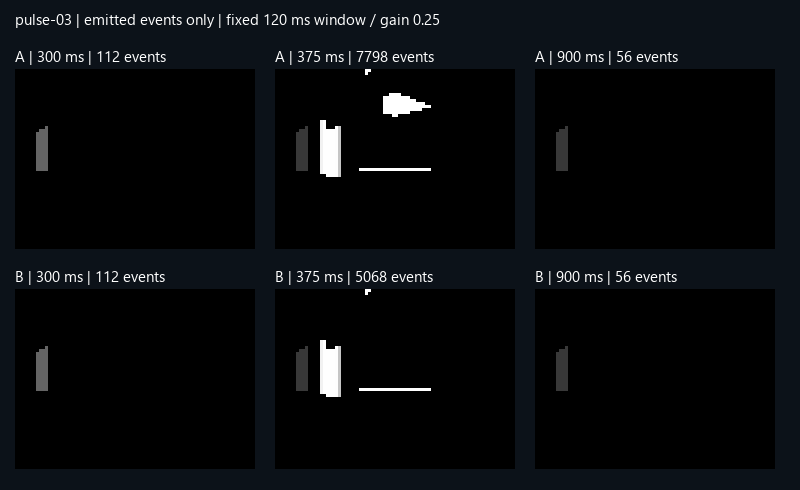 pulse-03 | emitted events only | fixed 120 ms window / gain 0.25
A | 300 ms | 112 events
A | 375 ms | 7798 events
A | 900 ms | 56 events
B | 300 ms | 112 events
B | 375 ms | 5068 events
B | 900 ms | 56 events